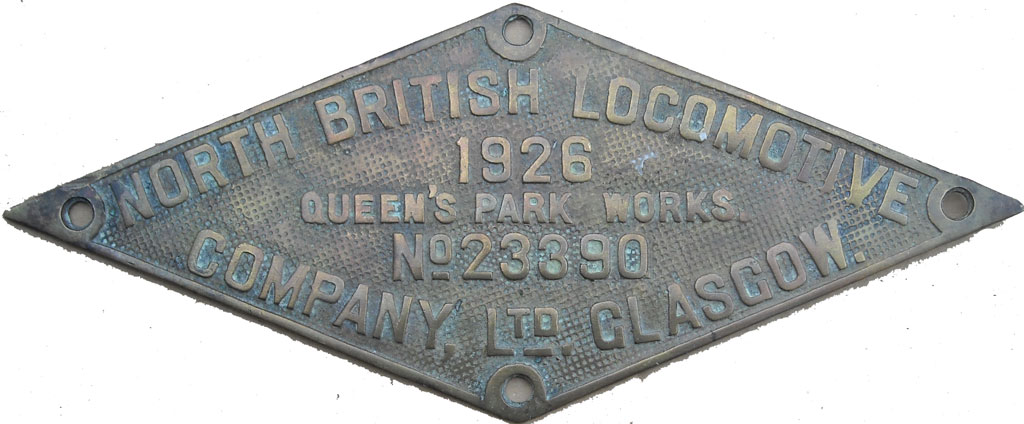 NORTH BRITISH LOCOMOTIVE
1926
QUEEN'S PARK WORKS.
No 23390
COMPANY, LTD. GLASGOW.